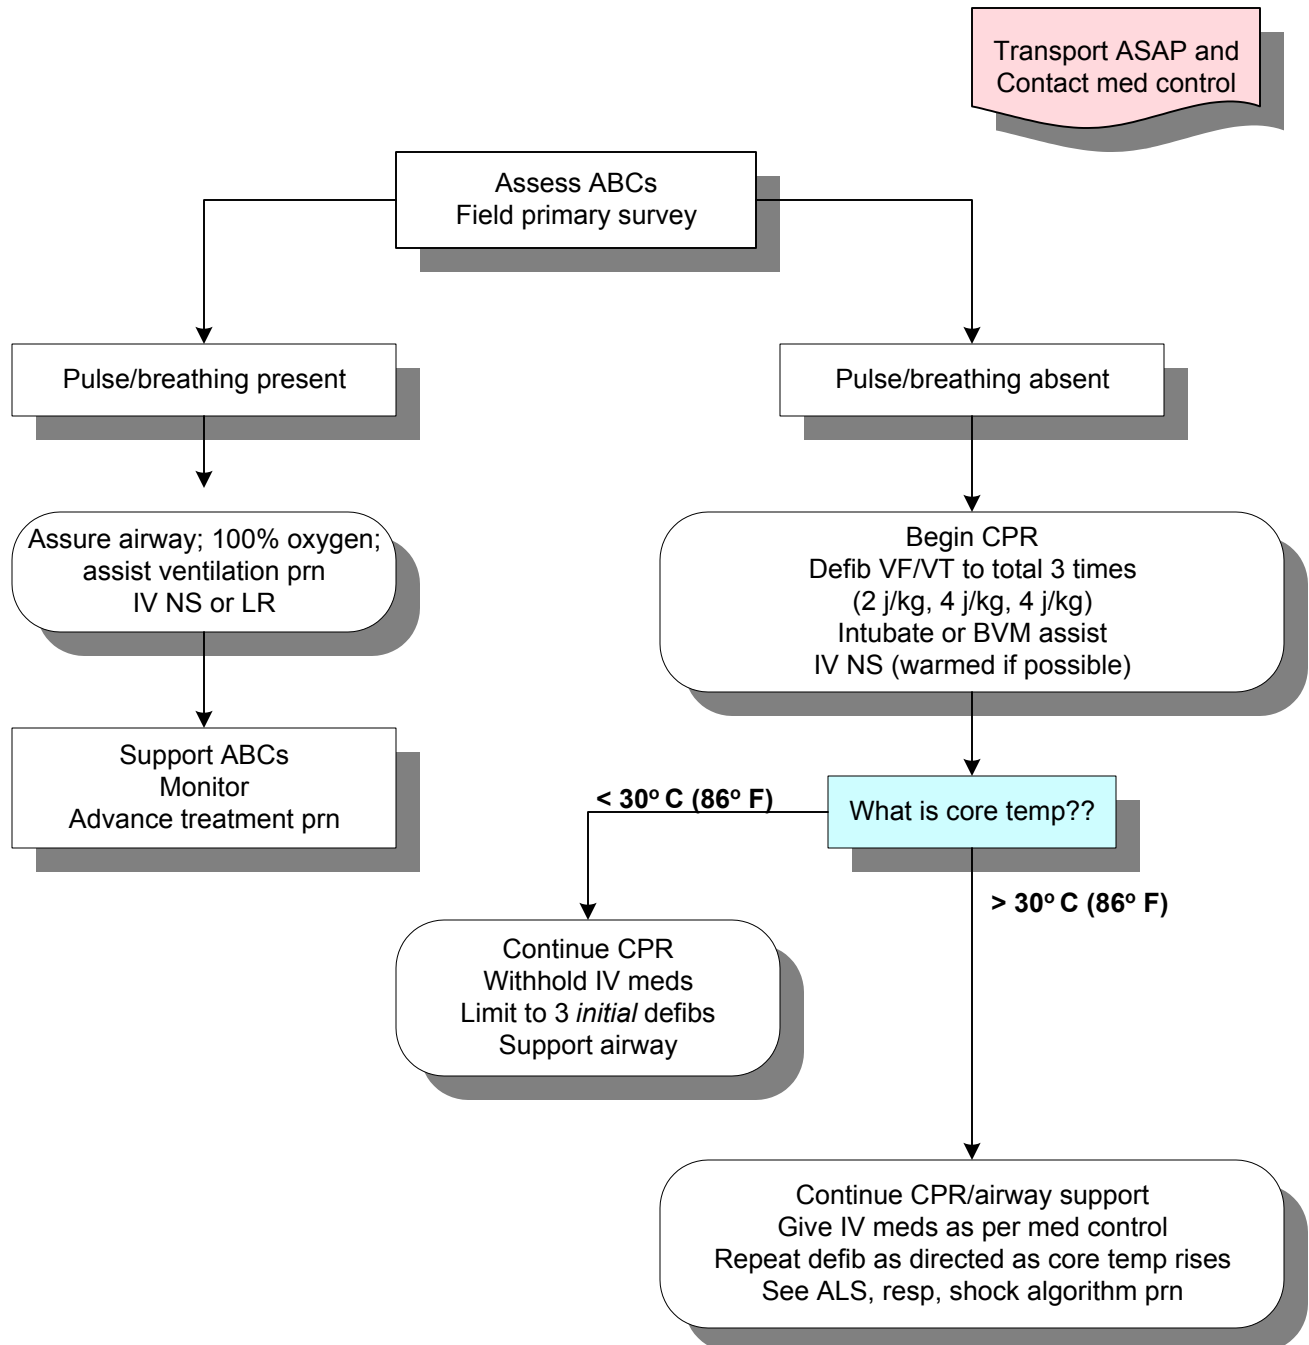 Transport ASAP and
Contact med control
Assess ABCs
Field primary survey
Pulse/breathing present
Pulse/breathing absent
Assure airway; 100% oxygen;
assist ventilation prn
IV NS or LR
Begin CPR
Defib VF/VT to total 3 times
(2 j/kg, 4 j/kg, 4 j/kg)
Intubate or BVM assist
IV NS (warmed if possible)
Support ABCs
Monitor
Advance treatment prn
< 30º C (86º F)
What is core temp??
> 30º C (86º F)
Continue CPR
Withhold IV meds
Limit to 3 initial defibs
Support airway
Continue CPR/airway support
Give IV meds as per med control
Repeat defib as directed as core temp rises
See ALS, resp, shock algorithm prn